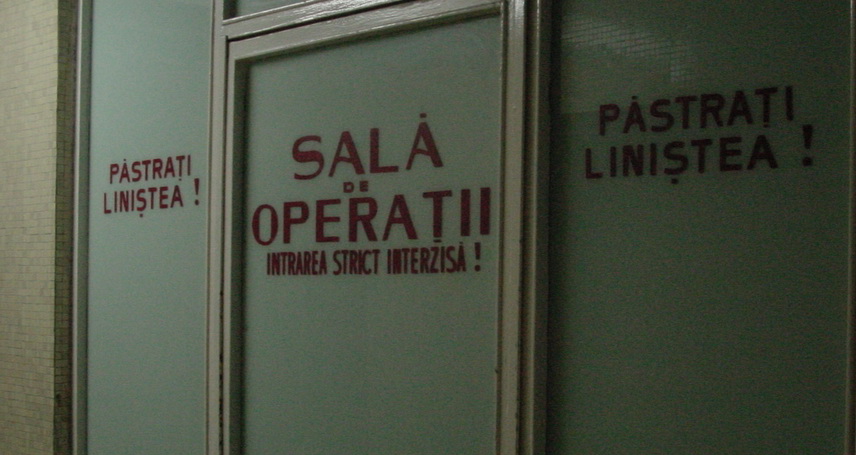 PĂSTRAȚI
LINIȘTEA !
SALĂ
DE
OPERAȚII
INTRAREA STRICT INTERZISĂ !
PĂSTRAȚI
LINIȘTEA !